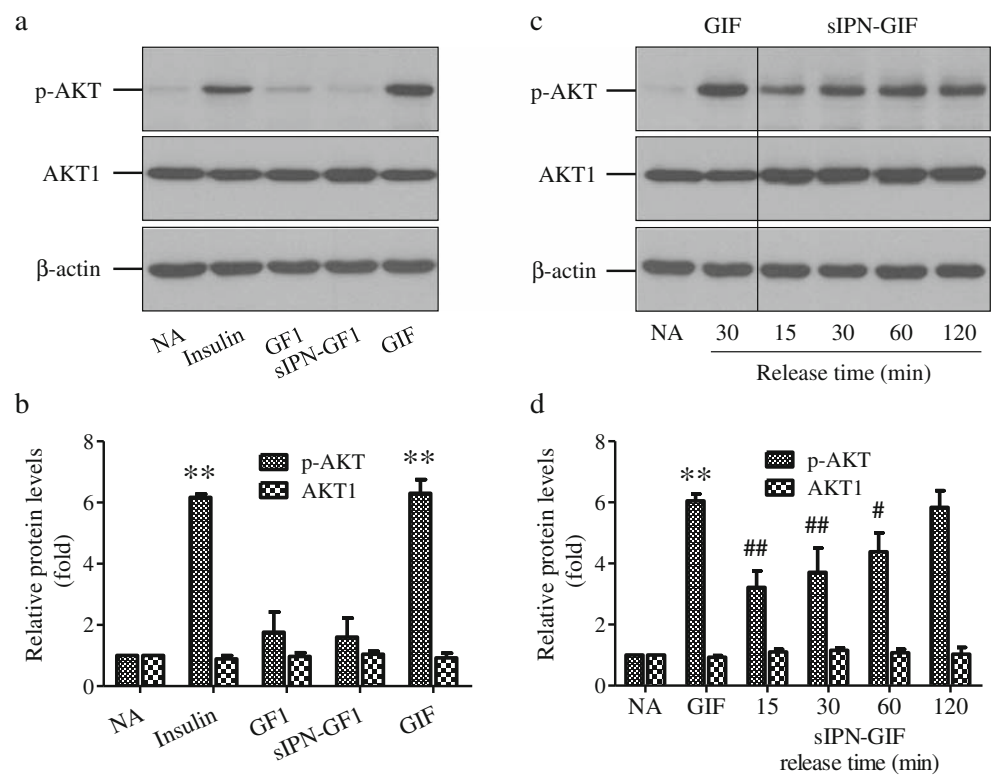 a
p-AKT
AKT1
β-actin
NA
Insulin
GF1
sIPN-GF1
GIF
b
Relative protein levels
(fold)
8
6
4
2
0
p-AKT
AKT1
**
**
NA
Insulin
GF1
sIPN-GF1
GIF
c
GIF sIPN-GIF
p-AKT
AKT1
β-actin
NA 30 15 30 60 120
Release time (min)
d
Relative protein levels
(fold)
8
6
4
2
0
p-AKT
AKT1
**
##
##
#
NA GIF 15 30 60 120
sIPN-GIF
release time (min)